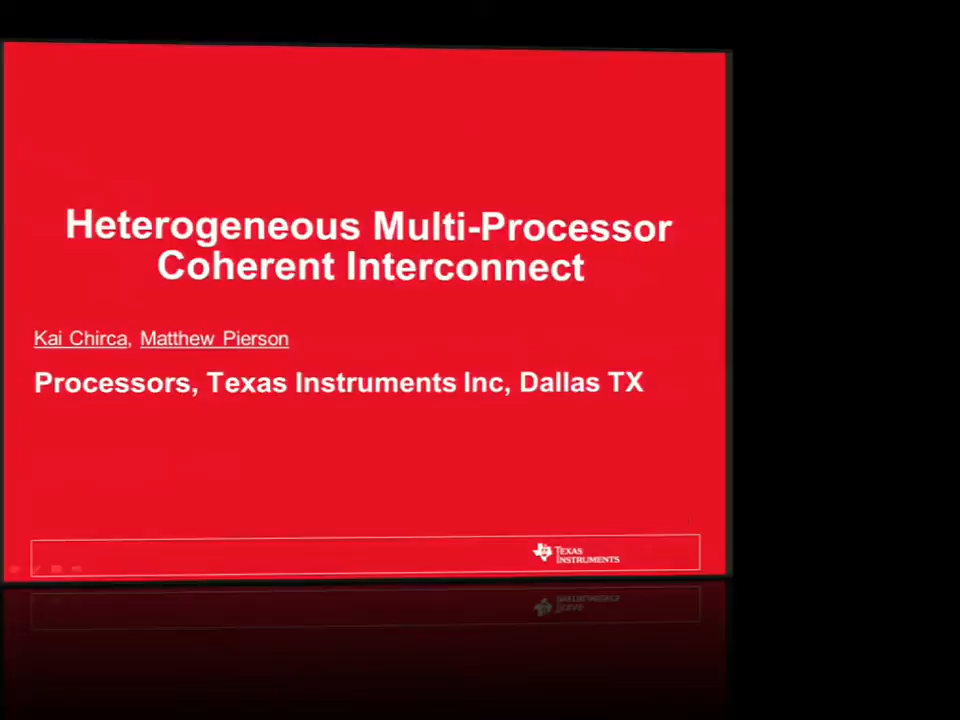 Heterogeneous Multi-Processor
Coherent Interconnect
Kai Chirca, Matthew Pierson
Processors, Texas Instruments Inc, Dallas TX
TEXAS
INSTRUMENTS